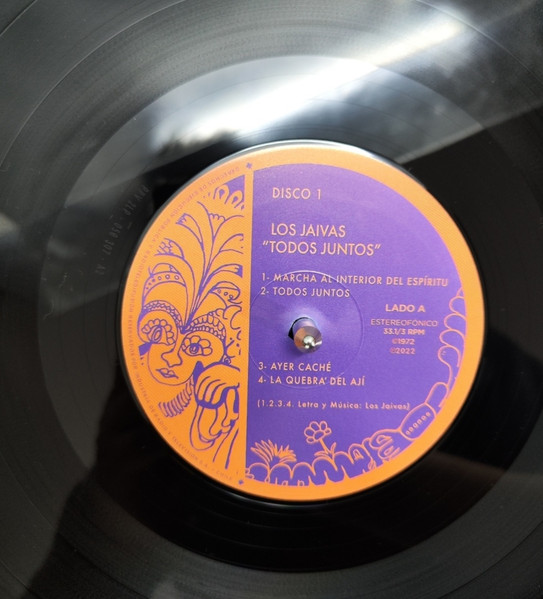 DISCO 1
LOS JAIVAS
"TODOS JUNTOS"
1- MARCHA AL INTERIOR DEL ESPÍRITU
2- TODOS JUNTOS
LADO A
ESTEREOFÓNICO
33.1/3 RPM
©1972
©2022
3- AYER CACHÉ
4- LA QUEBRA' DEL AJÍ
(1.2.3.4. Letra y Música: Los Jaivas)